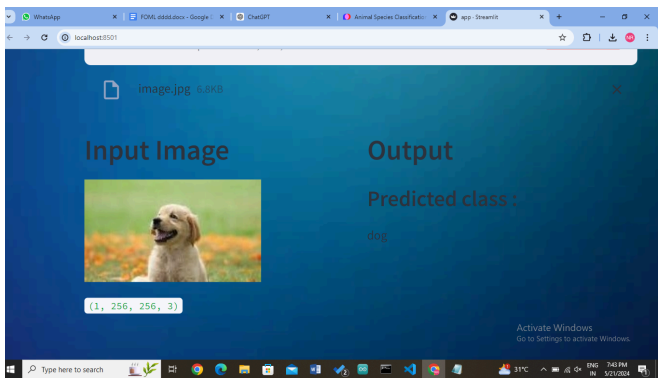 WhatsApp
FOML dddd.docx - Google D
ChatGPT
Animal Species Classification
app · Streamlit
localhost:8501
image.jpg 6.8KB
Input Image
Output
Predicted class :
dog
(1, 256, 256, 3)
Activate Windows
Go to Settings to activate Windows.
Type here to search
31°C
ENG
IN
7:43 PM
5/21/2024